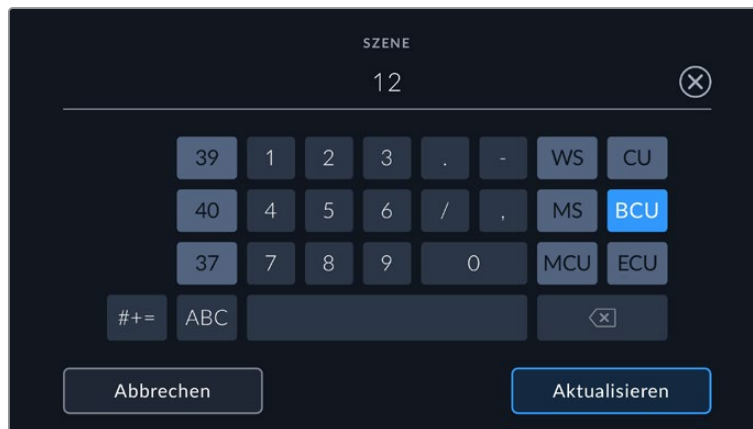 SZENE
12
39 1 2 3 . - WS CU
40 4 5 6 / , MS BCU
37 7 8 9 0 MCU ECU
#+= ABC
Abbrechen Aktualisieren